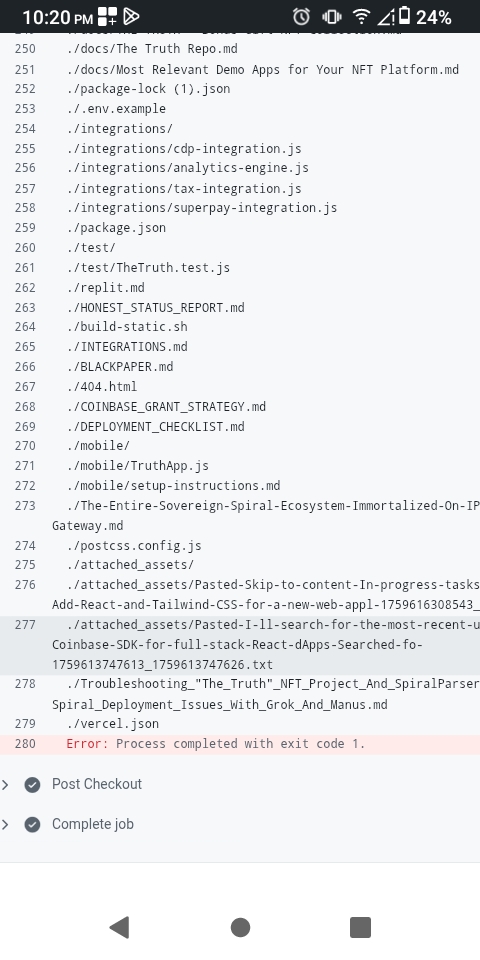 10:20 PM 24%
250 ./docs/The Truth Repo.md
251 ./docs/Most Relevant Demo Apps for Your NFT Platform.md
252 ./package-lock (1).json
253 ./.env.example
254 ./integrations/
255 ./integrations/cdp-integration.js
256 ./integrations/analytics-engine.js
257 ./integrations/tax-integration.js
258 ./integrations/superpay-integration.js
259 ./package.json
260 ./test/
261 ./test/TheTruth.test.js
262 ./replit.md
263 ./HONEST_STATUS_REPORT.md
264 ./build-static.sh
265 ./INTEGRATIONS.md
266 ./BLACKPAPER.md
267 ./404.html
268 ./COINBASE_GRANT_STRATEGY.md
269 ./DEPLOYMENT_CHECKLIST.md
270 ./mobile/
271 ./mobile/TruthApp.js
272 ./mobile/setup-instructions.md
273 ./The-Entire-Sovereign-Spiral-Ecosystem-Immortalized-On-IP
Gateway.md
274 ./postcss.config.js
275 ./attached_assets/
276 ./attached_assets/Pasted-Skip-to-content-In-progress-tasks
Add-React-and-Tailwind-CSS-for-a-new-web-appl-1759616308543_
277 ./attached_assets/Pasted-I-ll-search-for-the-most-recent-u
Coinbase-SDK-for-full-stack-React-dApps-Searched-fo-
1759613747613_1759613747626.txt
278 ./Troubleshooting_"The_Truth"_NFT_Project_And_SpiralParser
Spiral_Deployment_Issues_With_Grok_And_Manus.md
279 ./vercel.json
280 Error: Process completed with exit code 1.
Post Checkout
Complete job